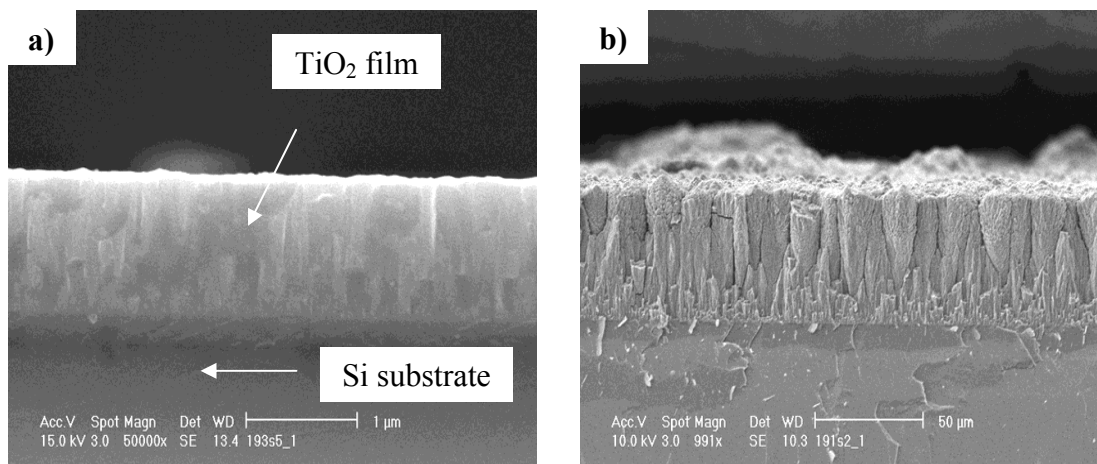 a)
TiO₂ film
Si substrate
Acc.V Spot Magn Det WD 1 μm
15.0 kV 3.0 50000x SE 13.4 193s5_1
b)
Acc.V Spot Magn Det WD 50 μm
10.0 kV 3.0 991x SE 10.3 191s2_1